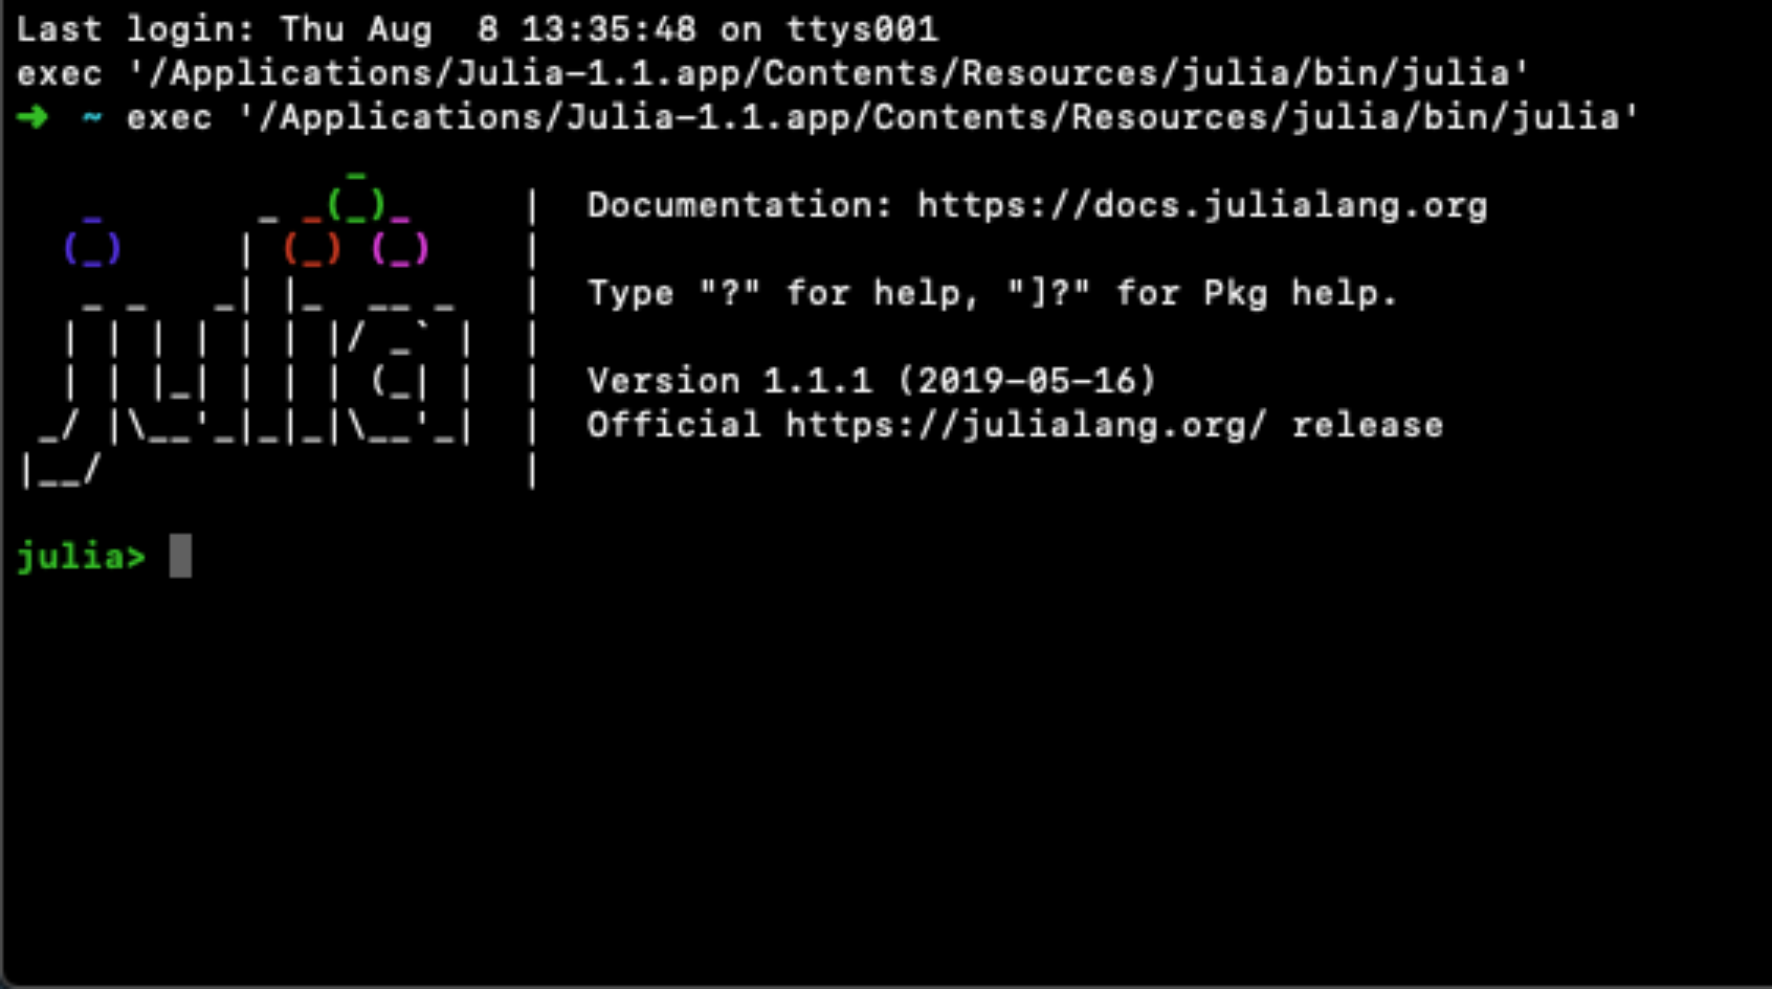 Last login: Thu Aug  8 13:35:48 on ttys001
exec '/Applications/Julia-1.1.app/Contents/Resources/julia/bin/julia'
➜  ~ exec '/Applications/Julia-1.1.app/Contents/Resources/julia/bin/julia'
               _
   _       _ _(_)_     |  Documentation: https://docs.julialang.org
  (_)     | (_) (_)    |
   _ _   _| |_  __ _   |  Type "?" for help, "]?" for Pkg help.
  | | | | | | |/ _` |  |
  | | |_| | | | (_| |  |  Version 1.1.1 (2019-05-16)
 _/ |\__'_|_|_|\__'_|  |  Official https://julialang.org/ release
|__/                   |
julia>